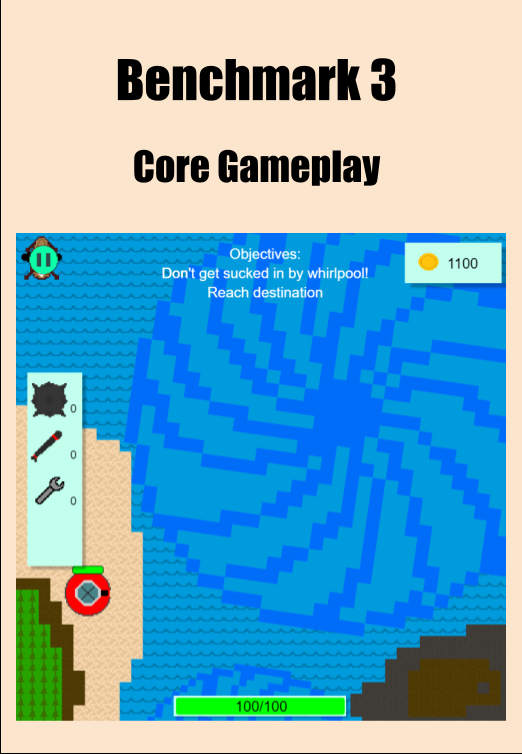 Benchmark 3
Core Gameplay
Objectives:
Don't get sucked in by whirlpool!
Reach destination
1100
0
0
0
100/100